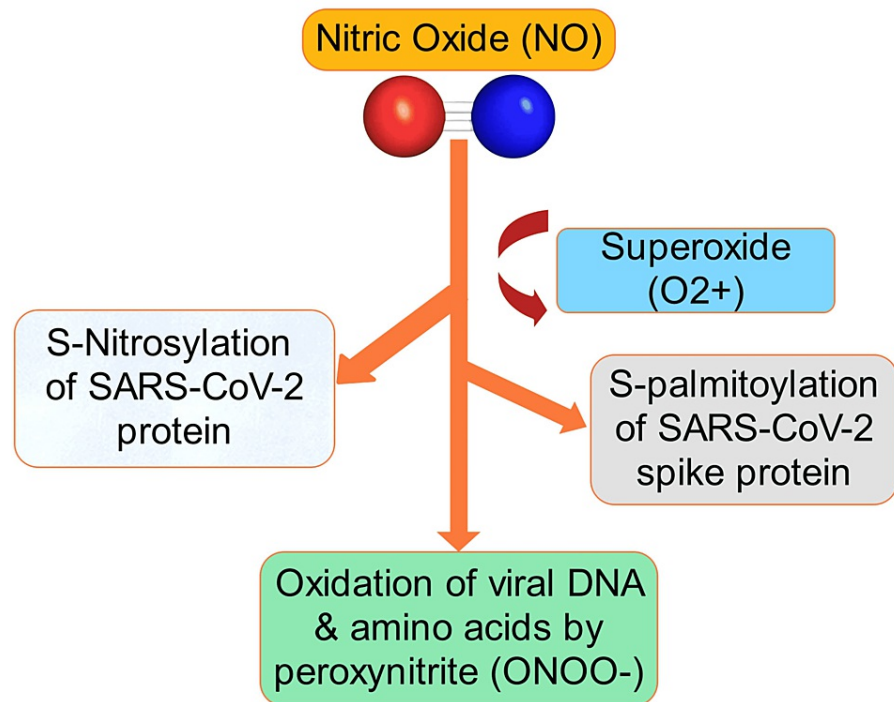 Nitric Oxide (NO)
Superoxide
(O2+)
S-Nitrosylation
of SARS-CoV-2
protein
S-palmitoylation
of SARS-CoV-2
spike protein
Oxidation of viral DNA
& amino acids by
peroxynitrite (ONOO-)